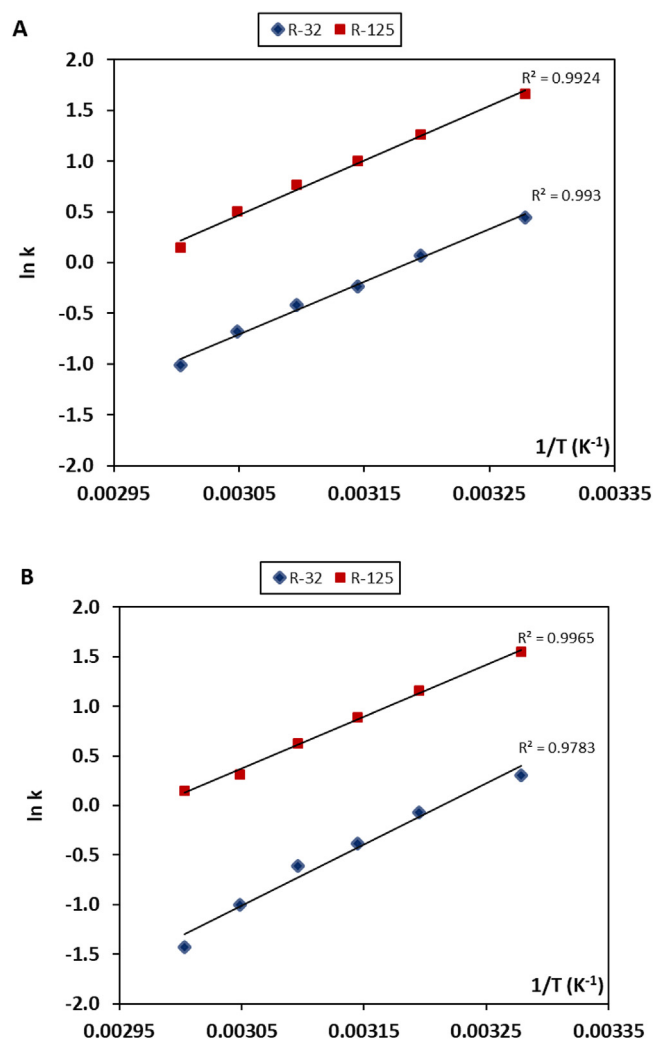 A
R-32 R-125
2.0
R² = 0.9924
1.5
1.0
R² = 0.993
0.5
0.0
ln k
-0.5
-1.0
-1.5
1/T (K⁻¹)
-2.0
0.00295 0.00305 0.00315 0.00325 0.00335
B
R-32 R-125
2.0
R² = 0.9965
1.5
1.0
R² = 0.9783
0.5
0.0
ln k
-0.5
-1.0
-1.5
1/T (K⁻¹)
-2.0
0.00295 0.00305 0.00315 0.00325 0.00335